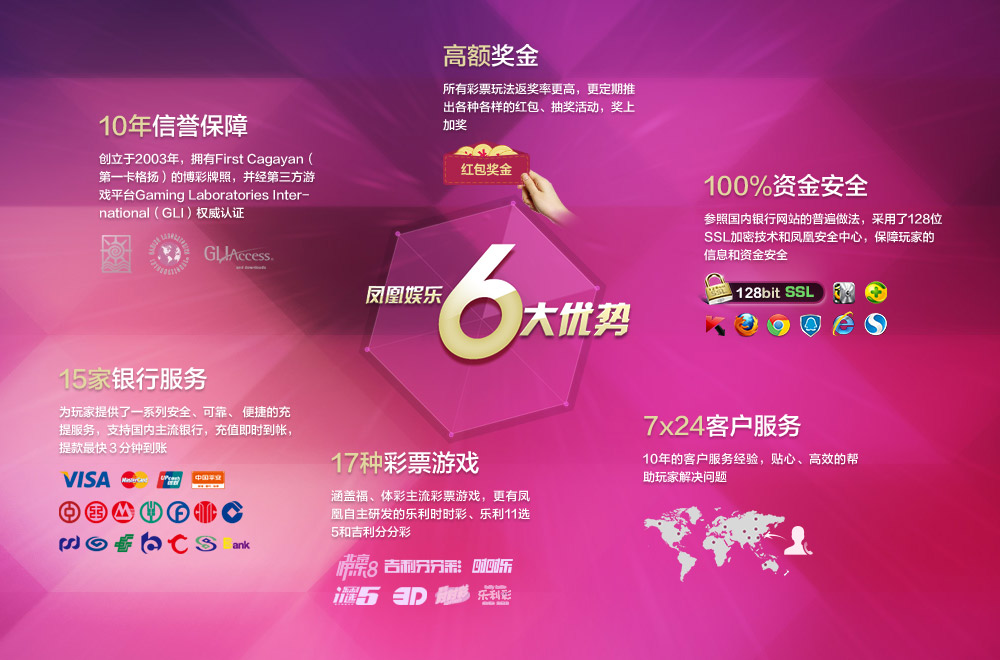 高额奖金
所有彩票玩法返奖率更高，更定期推
出各种各样的红包、抽奖活动，奖上
加奖
红包奖金
10年信誉保障
创立于2003年，拥有First Cagayan（
第一卡格扬）的博彩牌照，并经第三方游
戏平台Gaming Laboratories Inter-
national（GLI）权威认证
GLIAccess
100%资金安全
参照国内银行网站的普遍做法，采用了128位
SSL加密技术和凤凰安全中心，保障玩家的
信息和资金安全
128bit SSL
凤凰娱乐6大优势
15家银行服务
为玩家提供了一系列安全、可靠、便捷的充
提服务，支持国内主流银行，充值即时到帐，
提款最快３分钟到账
VISA MasterCard UPcash 中国平安
Bank
7x24客户服务
10年的客户服务经验，贴心、高效的帮
助玩家解决问题
17种彩票游戏
涵盖福、体彩主流彩票游戏，更有凤
凰自主研发的乐利时时彩、乐利11选
5和吉利分分彩
吉利分分彩
3D
乐利彩